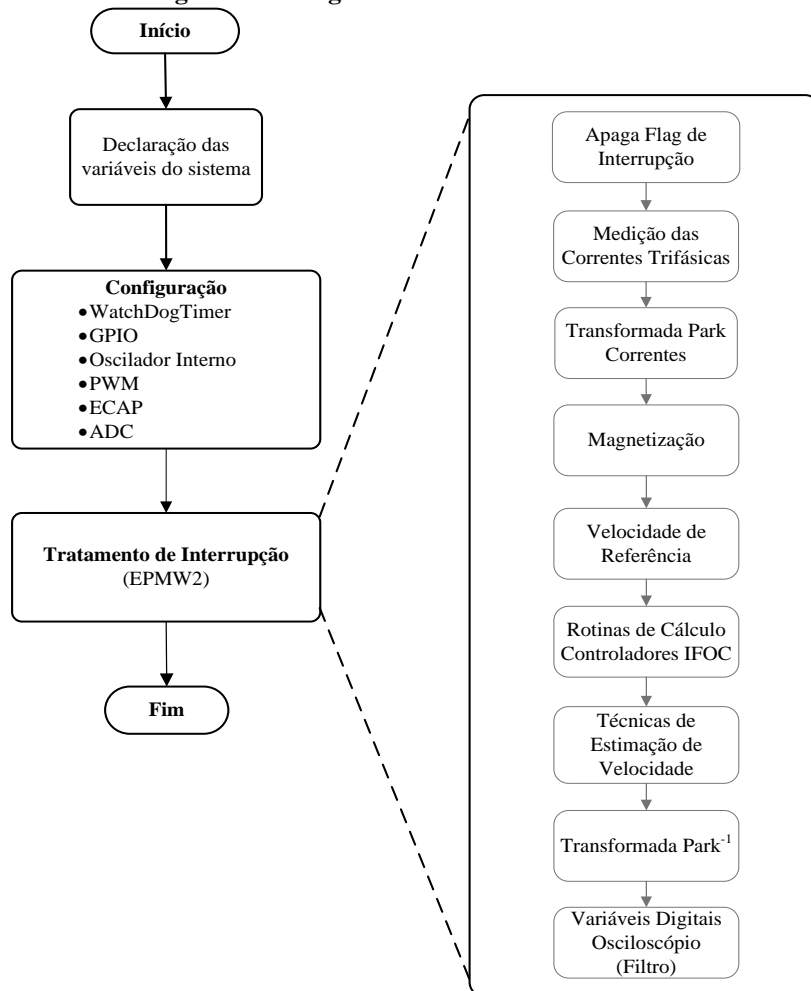 Início
Declaração das
variáveis do sistema
Configuração
•WatchDogTimer
•GPIO
•Oscilador Interno
•PWM
•ECAP
•ADC
Tratamento de Interrupção
(EPMW2)
Fim
Apaga Flag de
Interrupção
Medição das
Correntes Trifásicas
Transformada Park
Correntes
Magnetização
Velocidade de
Referência
Rotinas de Cálculo
Controladores IFOC
Técnicas de
Estimação de
Velocidade
Transformada Park⁻¹
Variáveis Digitais
Osciloscópio
(Filtro)